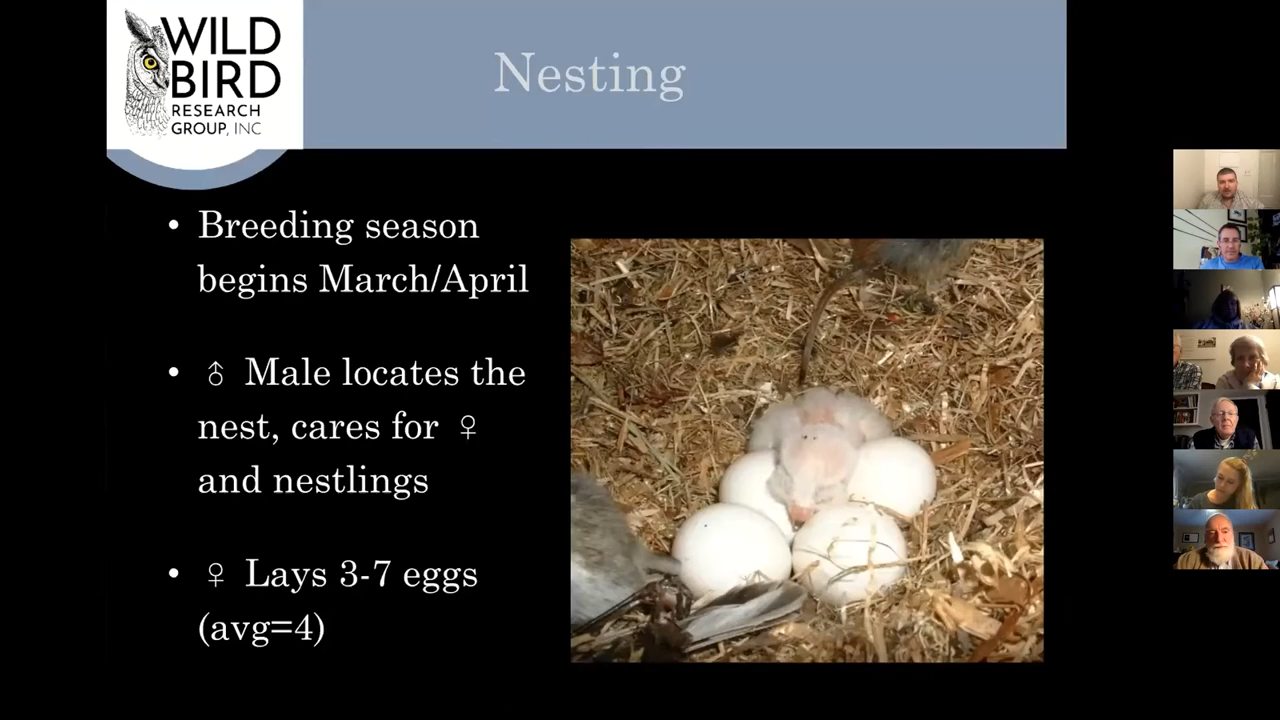 WILD
BIRD
RESEARCH
GROUP, INC
Nesting
• Breeding season
begins March/April
• ♂ Male locates the
nest, cares for ♀
and nestlings
• ♀ Lays 3-7 eggs
(avg=4)